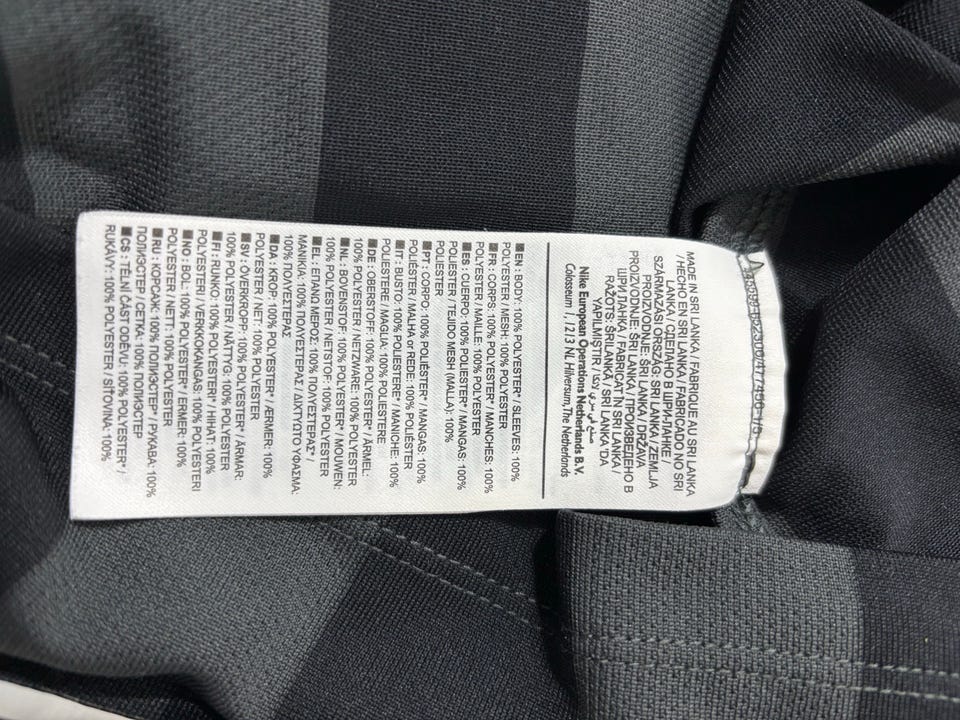 MADE IN SRI LANKA / FABRIQUE AU SRI LANKA
/ HECHO EN SRI LANKA / FABRICADO NO SRI
LANKA / СДЕЛАНО В ШРИ-ЛАНКЕ /
SZÁRMAZÁSI ORSZÁG: SRI LANKA / ZEMLJA
PROIZVODNJE: SRI LANKA / DRŽAVA
PROIZVODNJE: ŠRI LANKA / ПРОИЗВЕДЕНО В
ШРИ ЛАНКА / FABRICAT IN SRI LANKA /
RAŽOTS: ŠRILANKĀ / SRİ LANKA'DA
YAPILMIŞTIR /
Nike European Operations Netherlands B.V.
Colosseum 1, 1213 NL Hilversum, The Netherlands
EN : BODY: 100% POLYESTER* / SLEEVES: 100%
POLYESTER / MESH: 100% POLYESTER
FR : CORPS: 100% POLYESTER* / MANCHES: 100%
POLYESTER / MAILLE: 100% POLYESTER
ES : CUERPO: 100% POLIÉSTER* / MANGAS: 100%
POLIÉSTER / TEJIDO MESH (MALLA): 100%
POLIÉSTER
PT : CORPO: 100% POLIÉSTER* / MANGAS: 100%
POLIÉSTER / MALHA or REDE: 100% POLIÉSTER
IT : BUSTO: 100% POLIESTERE* / MANICHE: 100%
POLIESTERE / MAGLIA: 100% POLIESTERE
DE : OBERSTOFF: 100% POLYESTER* / ÄRMEL:
100% POLYESTER / NETZWARE: 100% POLYESTER
NL : BOVENSTOF: 100% POLYESTER* / MOUWEN:
100% POLYESTER / NETSTOF: 100% POLYESTER
EL : ΕΠΑΝΩ ΜΕΡΟΣ: 100% ΠΟΛΥΕΣΤΕΡΑΣ* /
ΜΑΝΙΚΙΑ: 100% ΠΟΛΥΕΣΤΕΡΑΣ / ΔΙΧΤΥΩΤΟ ΥΦΑΣΜΑ:
100% ΠΟΛΥΕΣΤΕΡΑΣ
DA : KROP: 100% POLYESTER* / ÆRMER: 100%
POLYESTER / NET: 100% POLYESTER
SV : ÖVERKROPP: 100% POLYESTER* / ÄRMAR:
100% POLYESTER / NÄTTYG: 100% POLYESTER
FI : RUNKO: 100% POLYESTERI* / HIHAT: 100%
POLYESTERI / VERKKOKANGAS: 100% POLYESTERI
NO : BOL: 100% POLYESTER* / ERMER: 100%
POLYESTER / NETT: 100% POLYESTER
RU : КОРСАЖ: 100% ПОЛИЭСТЕР* / РУКАВА: 100%
ПОЛИЭСТЕР / СЕТКА: 100% ПОЛИЭСТЕР
CS : TĚLNÍ ČÁST ODĚVU: 100% POLYESTER* /
RUKÁVY: 100% POLYESTER / SÍŤOVINA: 100%